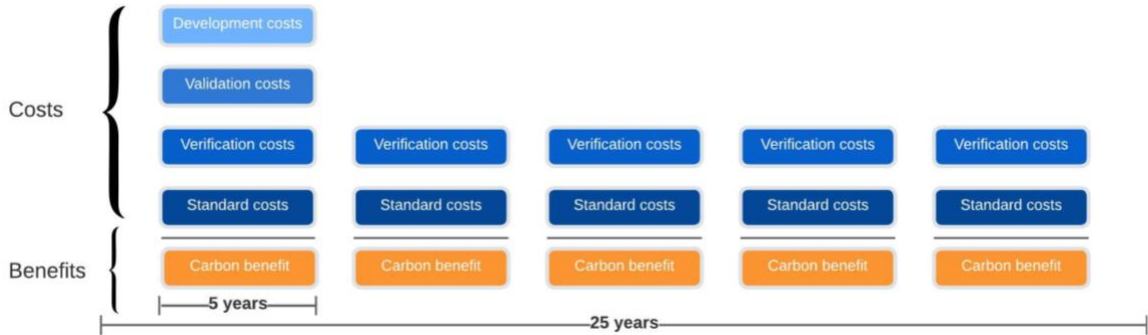 Development costs
Validation costs
Costs
Verification costs Verification costs Verification costs Verification costs Verification costs
Standard costs Standard costs Standard costs Standard costs Standard costs
Benefits
Carbon benefit Carbon benefit Carbon benefit Carbon benefit Carbon benefit
5 years
25 years